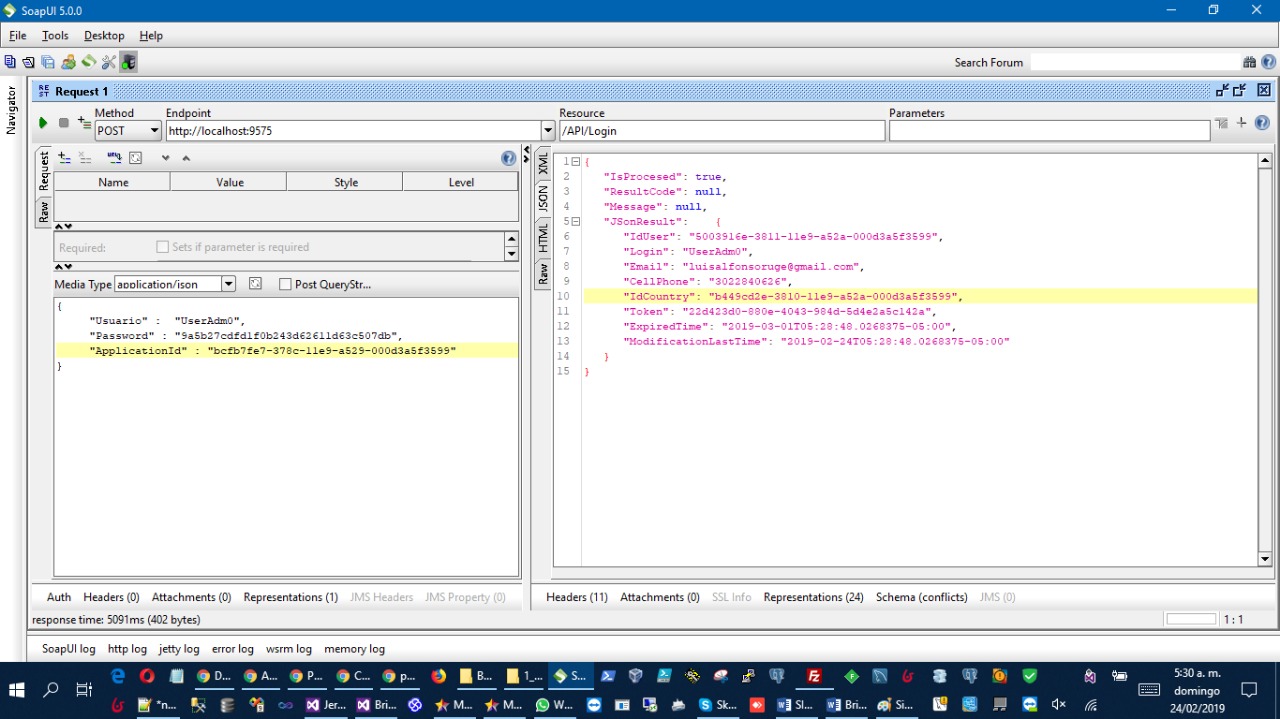 SoapUI 5.0.0
File Tools Desktop Help
Search Forum
Navigator
Request 1
Method Endpoint Resource Parameters
POST http://localhost:9575 /API/Login
Request
Raw
Name Value Style Level
Required: Sets if parameter is required
Media Type application/json Post QueryStr...
{
"Usuario" : "UserAdm0",
"Password" : "9a5b27cdfd1f0b243d62611d63c507db",
"ApplicationId" : "bcfb7fe7-378c-11e9-a529-000d3a5f3599"
}
XML
JSON
HTML
Raw
1 {
2 "IsProcesed": true,
3 "ResultCode": null,
4 "Message": null,
5 "JSonResult": {
6 "IdUser": "5003916e-3811-11e9-a52a-000d3a5f3599",
7 "Login": "UserAdm0",
8 "Email": "luisalfonsoruge@gmail.com",
9 "CellPhone": "3022840626",
10 "IdCountry": "b449cd2e-3810-11e9-a52a-000d3a5f3599",
11 "Token": "22d423d0-880e-4043-984d-5d4e2a5c142a",
12 "ExpiredTime": "2019-03-01T05:28:48.0268375-05:00",
13 "ModificationLastTime": "2019-02-24T05:28:48.0268375-05:00"
14 }
15 }
Auth Headers (0) Attachments (0) Representations (1) JMS Headers JMS Property (0)
Headers (11) Attachments (0) SSL Info Representations (24) Schema (conflicts) JMS (0)
response time: 5091ms (402 bytes)
1 : 1
SoapUI log http log jetty log error log wsrm log memory log
D... A... P... C... p... B... 1_... S...
5:30 a. m.
domingo
24/02/2019
*n... Jer... Bri... M... M... W... Sk... Sl... Bri... Si...